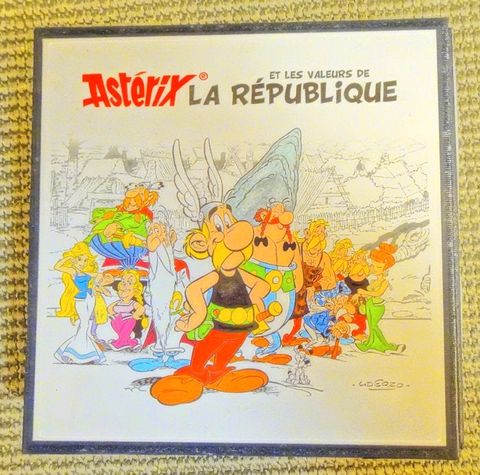 Astérix®
ET LES VALEURS DE
LA RÉPUBLIQUE
UDERZO